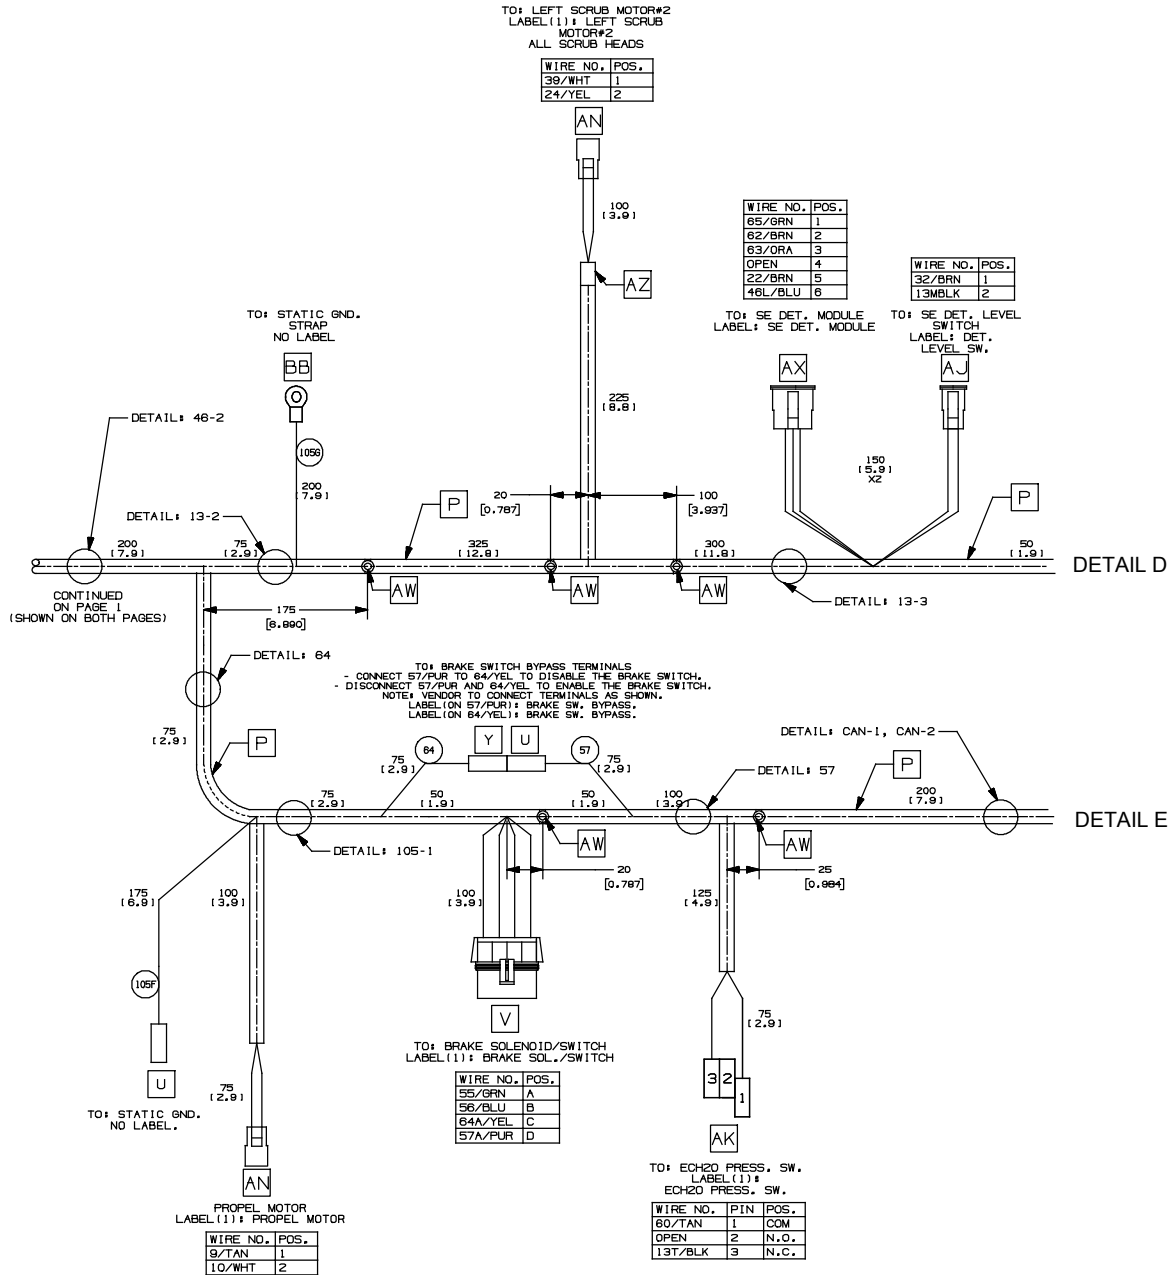 TO: LEFT SCRUB MOTOR#2
LABEL(1): LEFT SCRUB
MOTOR#2
ALL SCRUB HEADS
WIRE NO. POS.
39/WHT 1
24/YEL 2
AN
100
[3.9]
AZ
225
[8.8]
WIRE NO. POS.
65/GRN 1
62/BRN 2
63/ORA 3
OPEN 4
22/BRN 5
46L/BLU 6
TO: SE DET. MODULE
LABEL: SE DET. MODULE
AX
WIRE NO. POS.
32/BRN 1
13MBLK 2
TO: SE DET. LEVEL
SWITCH
LABEL: DET.
LEVEL SW.
AJ
150
[5.9]
X2
TO: STATIC GND.
STRAP
NO LABEL
BB
105G
200
[7.9]
DETAIL: 46-2
DETAIL: 13-2
P
20
[0.787]
100
[3.937]
P
200
[7.9]
75
[2.9]
325
[12.8]
300
[11.8]
50
[1.9]
DETAIL D
AW
AW
AW
CONTINUED
ON PAGE 1
(SHOWN ON BOTH PAGES)
175
[6.890]
DETAIL: 13-3
DETAIL: 64
TO: BRAKE SWITCH BYPASS TERMINALS
- CONNECT 57/PUR TO 64/YEL TO DISABLE THE BRAKE SWITCH.
- DISCONNECT 57/PUR AND 64/YEL TO ENABLE THE BRAKE SWITCH.
NOTE: VENDOR TO CONNECT TERMINALS AS SHOWN.
LABEL(ON 57/PUR): BRAKE SW. BYPASS.
LABEL(ON 64/YEL): BRAKE SW. BYPASS.
75
[2.9]
P
75
[2.9]
64
Y
U
57
75
[2.9]
DETAIL: CAN-1, CAN-2
DETAIL: 57
P
75
[2.9]
50
[1.9]
50
[1.9]
100
[3.9]
200
[7.9]
DETAIL E
DETAIL: 105-1
AW
AW
20
[0.787]
25
[0.984]
175
[6.9]
100
[3.9]
100
[3.9]
125
[4.9]
105F
U
TO: STATIC GND.
NO LABEL.
75
[2.9]
AN
PROPEL MOTOR
LABEL(1): PROPEL MOTOR
WIRE NO. POS.
9/TAN 1
10/WHT 2
V
TO: BRAKE SOLENOID/SWITCH
LABEL(1): BRAKE SOL./SWITCH
WIRE NO. POS.
55/GRN A
56/BLU B
64A/YEL C
57A/PUR D
75
[2.9]
3 2
1
AK
TO: ECH2O PRESS. SW.
LABEL(1):
ECH2O PRESS. SW.
WIRE NO. PIN POS.
60/TAN 1 COM
OPEN 2 N.O.
13T/BLK 3 N.C.